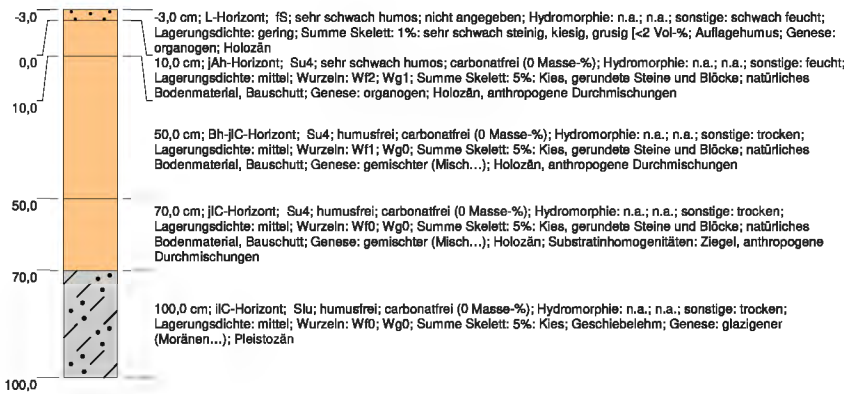 -3,0
-3,0 cm; L-Horizont; fS; sehr schwach humos; nicht angegeben; Hydromorphie: n.a.; n.a.; sonstige: schwach feucht;
Lagerungsdichte: gering; Summe Skelett: 1%: sehr schwach steinig, kiesig, grusig [<2 Vol-%; Auflagehumus; Genese:
organogen; Holozän
0,0
10,0 cm; jAh-Horizont; Su4; sehr schwach humos; carbonatfrei (0 Masse-%); Hydromorphie: n.a.; n.a.; sonstige: feucht;
Lagerungsdichte: mittel; Wurzeln: Wf2; Wg1; Summe Skelett: 5%: Kies, gerundete Steine und Blöcke; natürliches
Bodenmaterial, Bauschutt; Genese: organogen; Holozän, anthropogene Durchmischungen
10,0
50,0 cm; Bh-jlC-Horizont; Su4; humusfrei; carbonatfrei (0 Masse-%); Hydromorphie: n.a.; n.a.; sonstige: trocken;
Lagerungsdichte: mittel; Wurzeln: Wf1; Wg0; Summe Skelett: 5%: Kies, gerundete Steine und Blöcke; natürliches
Bodenmaterial, Bauschutt; Genese: gemischter (Misch...); Holozän, anthropogene Durchmischungen
50,0
70,0 cm; jlC-Horizont; Su4; humusfrei; carbonatfrei (0 Masse-%); Hydromorphie: n.a.; n.a.; sonstige: trocken;
Lagerungsdichte: mittel; Wurzeln: Wf0; Wg0; Summe Skelett: 5%: Kies, gerundete Steine und Blöcke; natürliches
Bodenmaterial, Bauschutt; Genese: gemischter (Misch...); Holozän; Substratinhomogenitäten: Ziegel, anthropogene
Durchmischungen
70,0
100,0 cm; ilC-Horizont; Slu; humusfrei; carbonatfrei (0 Masse-%); Hydromorphie: n.a.; n.a.; sonstige: trocken;
Lagerungsdichte: mittel; Wurzeln: Wf0; Wg0; Summe Skelett: 5%: Kies; Geschiebelehm; Genese: glazigener
(Moränen...); Pleistozän
100,0